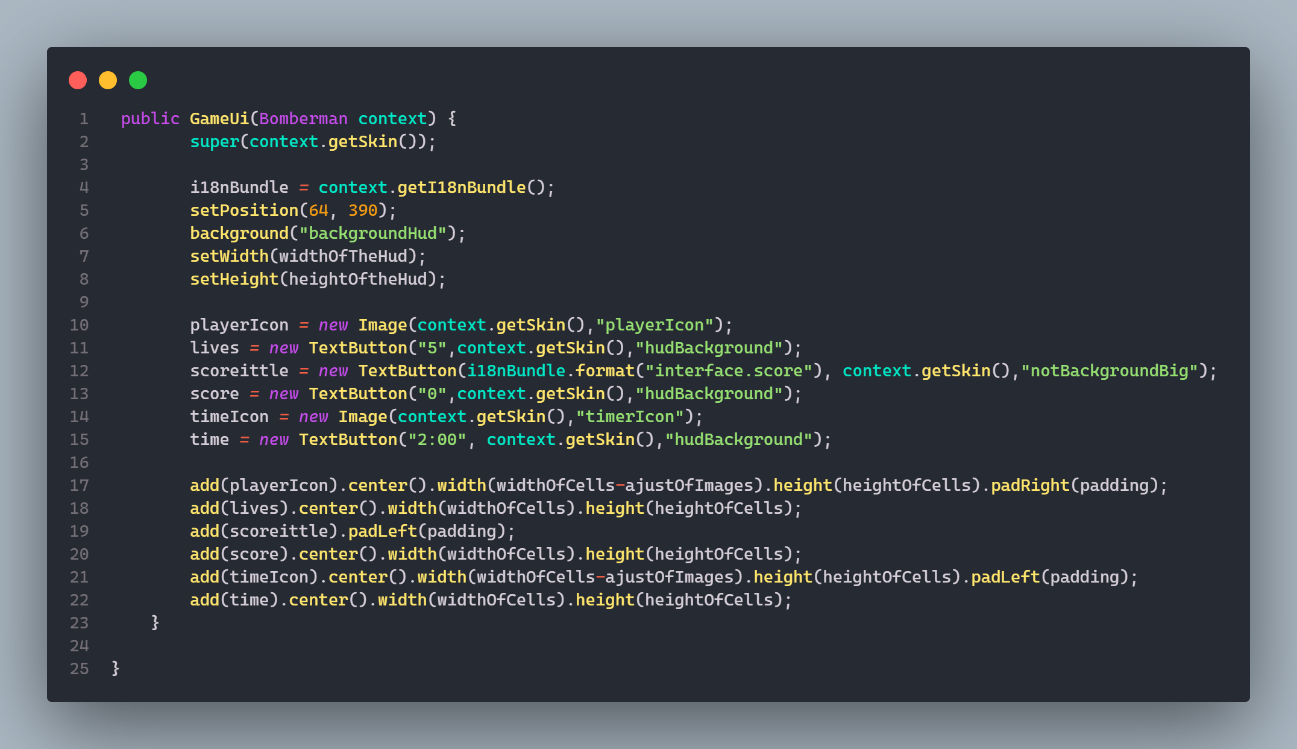 1 public GameUi(Bomberman context) {
2 super(context.getSkin());
3
4 i18nBundle = context.getI18nBundle();
5 setPosition(64, 390);
6 background("backgroundHud");
7 setWidth(widthOfTheHud);
8 setHeight(heightOftheHud);
9
10 playerIcon = new Image(context.getSkin(),"playerIcon");
11 lives = new TextButton("5",context.getSkin(),"hudBackground");
12 scoreittle = new TextButton(i18nBundle.format("interface.score"), context.getSkin(),"notBackgroundBig");
13 score = new TextButton("0",context.getSkin(),"hudBackground");
14 timeIcon = new Image(context.getSkin(),"timerIcon");
15 time = new TextButton("2:00", context.getSkin(),"hudBackground");
16
17 add(playerIcon).center().width(widthOfCells-ajustOfImages).height(heightOfCells).padRight(padding);
18 add(lives).center().width(widthOfCells).height(heightOfCells);
19 add(scoreittle).padLeft(padding);
20 add(score).center().width(widthOfCells).height(heightOfCells);
21 add(timeIcon).center().width(widthOfCells-ajustOfImages).height(heightOfCells).padLeft(padding);
22 add(time).center().width(widthOfCells).height(heightOfCells);
23 }
24
25 }